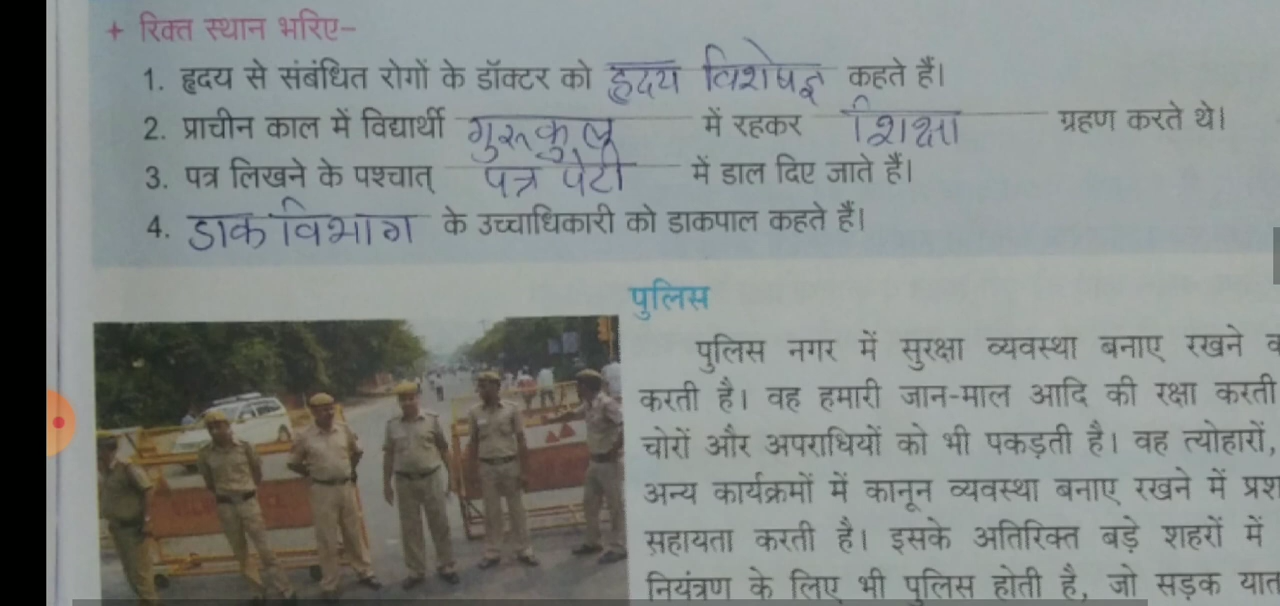 + रिक्त स्थान भरिए-
1. हृदय से संबंधित रोगों के डॉक्टर को हृदय विशेषज्ञ कहते हैं।
2. प्राचीन काल में विद्यार्थी गुरुकुल में रहकर शिक्षा ग्रहण करते थे।
3. पत्र लिखने के पश्चात् पत्र पेटी में डाल दिए जाते हैं।
4. डाक विभाग के उच्चाधिकारी को डाकपाल कहते हैं।
पुलिस
पुलिस नगर में सुरक्षा व्यवस्था बनाए रखने
करती है। वह हमारी जान-माल आदि की रक्षा करती
चोरों और अपराधियों को भी पकड़ती है। वह त्योहारों,
अन्य कार्यक्रमों में कानून व्यवस्था बनाए रखने में
सहायता करती है। इसके अतिरिक्त बड़े शहरों में
नियंत्रण के लिए भी पुलिस होती है, जो सड़क